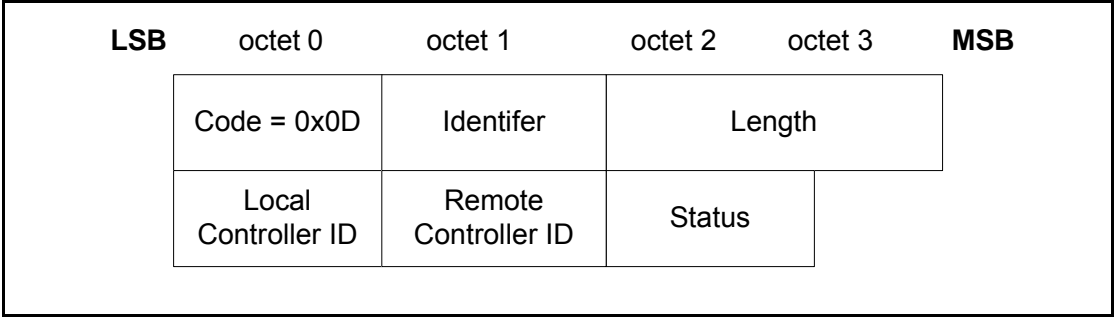 LSB octet 0 octet 1 octet 2 octet 3 MSB
Code = 0x0D Identifer Length
Local Remote
Controller ID Controller ID Status